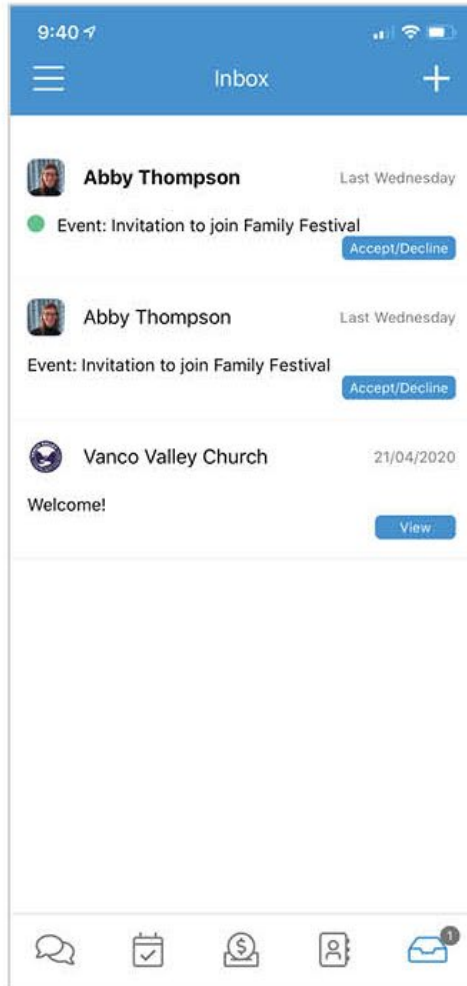 9:40
Inbox
Abby Thompson Last Wednesday
Event: Invitation to join Family Festival
Accept/Decline
Abby Thompson Last Wednesday
Event: Invitation to join Family Festival
Accept/Decline
Vanco Valley Church 21/04/2020
Welcome!
View
1